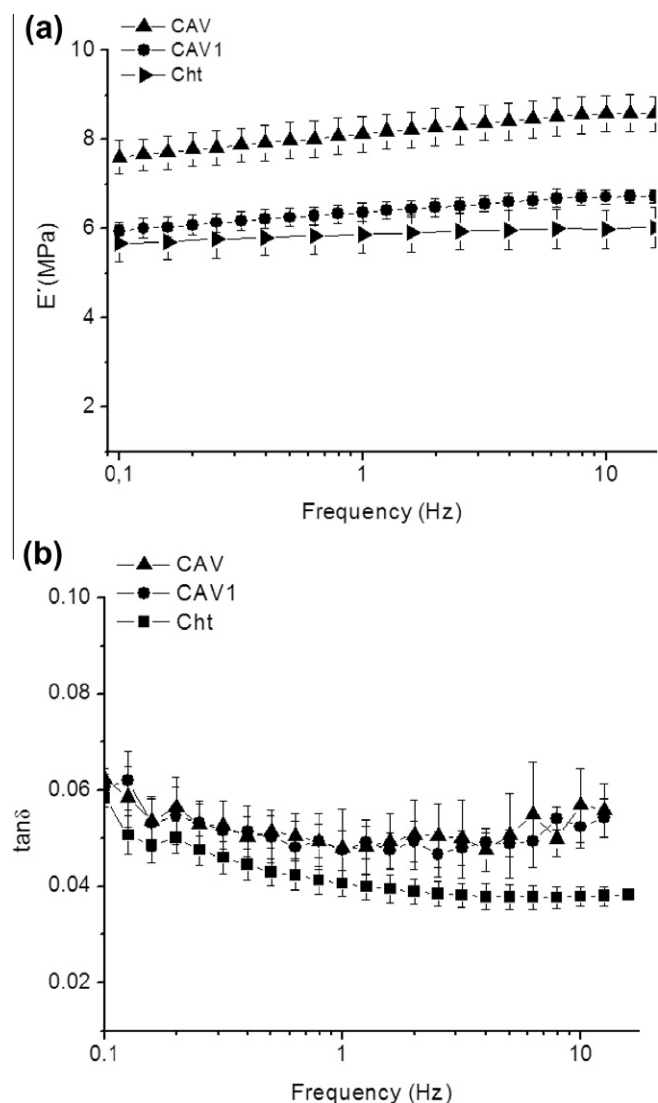 (a)
CAV
CAV1
Cht
10
8
6
4
2
E´(MPa)
0,1
1
10
Frequency (Hz)
(b)
CAV
CAV1
Cht
0.10
0.08
0.06
0.04
0.02
tanδ
0.1
1
10
Frequency (Hz)